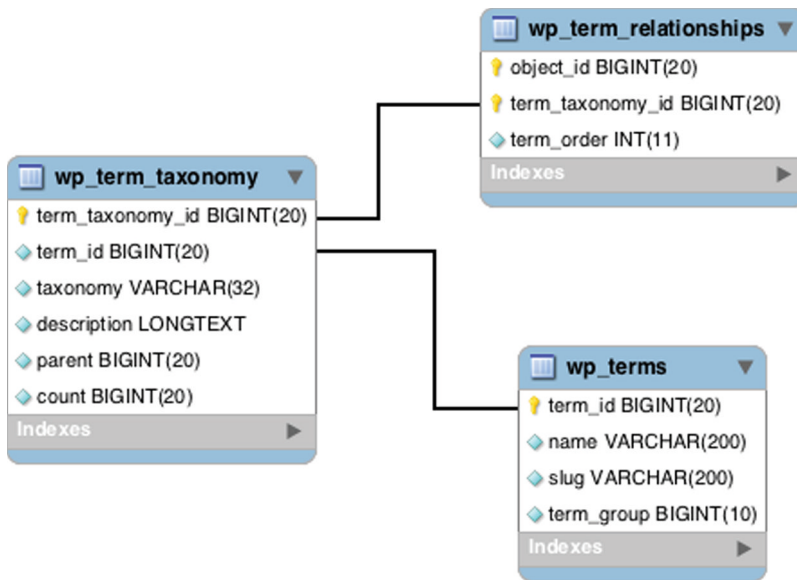 wp_term_relationships
object_id BIGINT(20)
term_taxonomy_id BIGINT(20)
term_order INT(11)
Indexes
wp_term_taxonomy
term_taxonomy_id BIGINT(20)
term_id BIGINT(20)
taxonomy VARCHAR(32)
description LONGTEXT
parent BIGINT(20)
count BIGINT(20)
Indexes
wp_terms
term_id BIGINT(20)
name VARCHAR(200)
slug VARCHAR(200)
term_group BIGINT(10)
Indexes